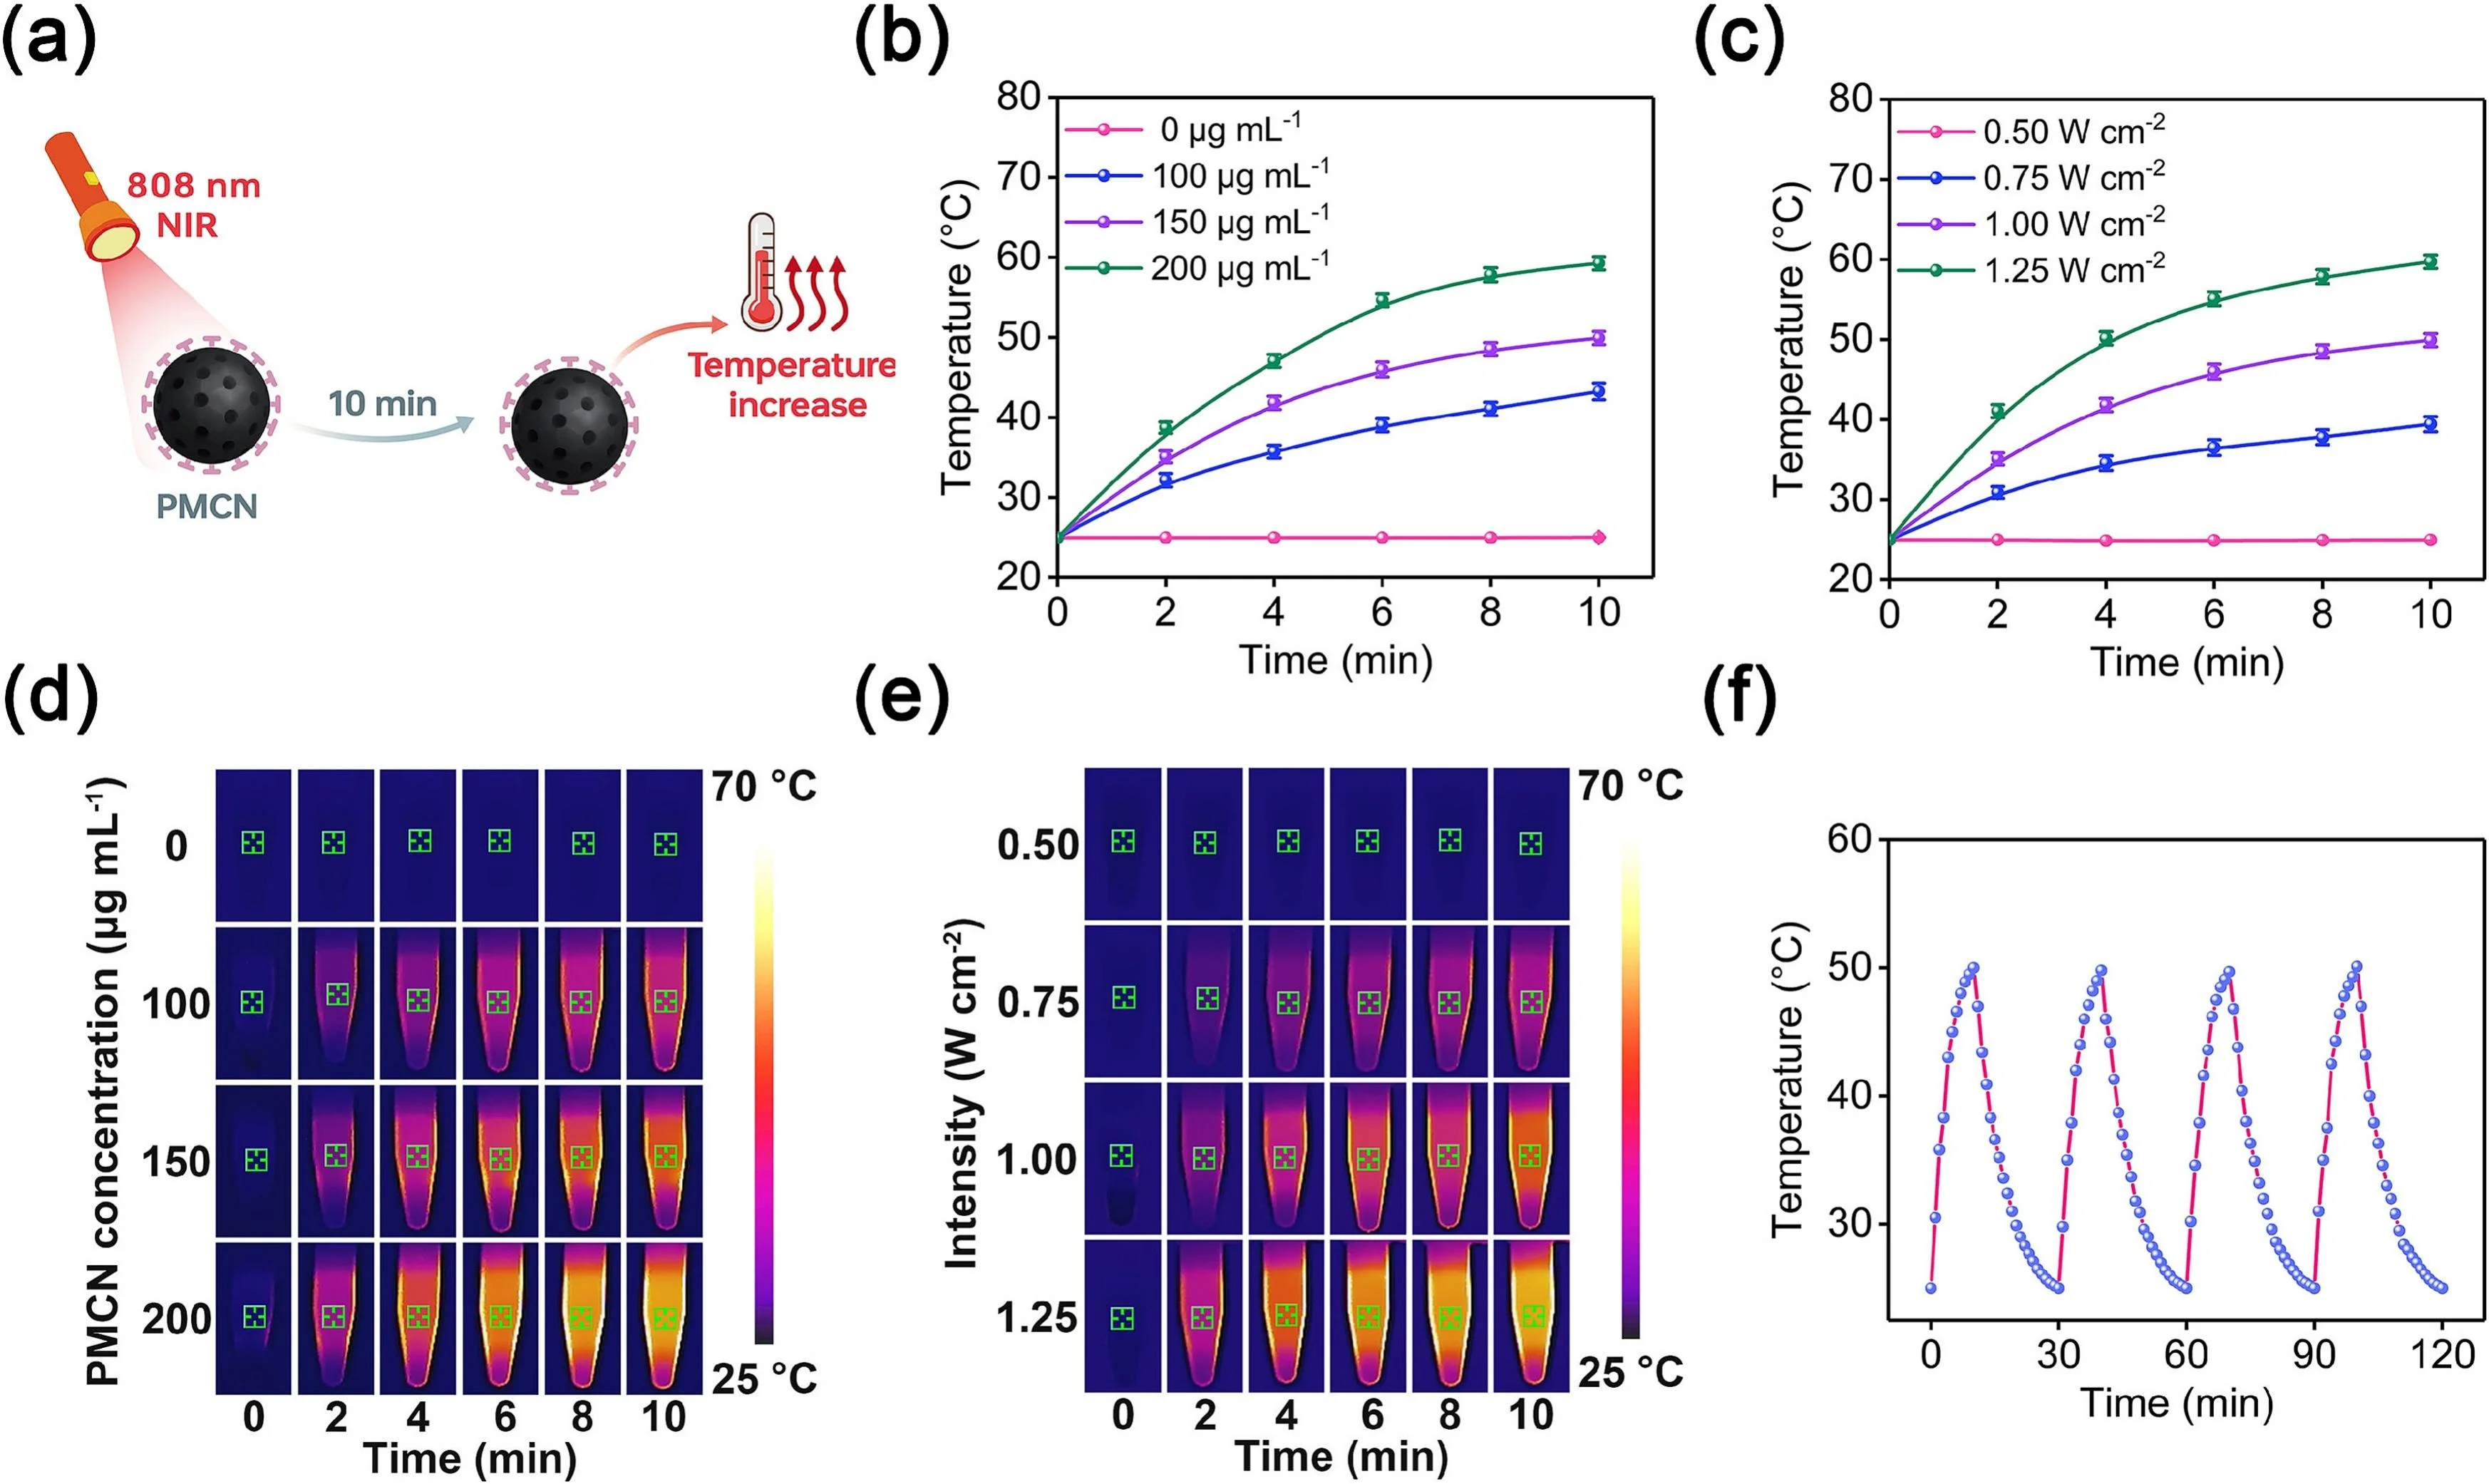 (a)
808 nm
NIR
10 min
PMCN
Temperature
increase
(b)
80
70
60
50
40
30
20
0 2 4 6 8 10
Temperature (°C)
Time (min)
0 µg mL⁻¹
100 µg mL⁻¹
150 µg mL⁻¹
200 µg mL⁻¹
(c)
80
70
60
50
40
30
20
0 2 4 6 8 10
Temperature (°C)
Time (min)
0.50 W cm⁻²
0.75 W cm⁻²
1.00 W cm⁻²
1.25 W cm⁻²
(d)
PMCN concentration (µg mL⁻¹)
0
100
150
200
0 2 4 6 8 10
Time (min)
70 °C
25 °C
(e)
Intensity (W cm⁻²)
0.50
0.75
1.00
1.25
0 2 4 6 8 10
Time (min)
70 °C
25 °C
(f)
Temperature (°C)
60
50
40
30
0 30 60 90 120
Time (min)